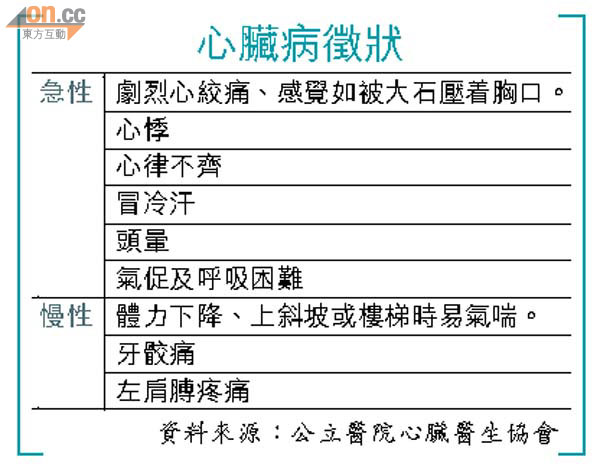 on.cc
東方互動
心臟病徵狀
急性 劇烈心絞痛、感覺如被大石壓着胸口。
心悸
心律不齊
冒冷汗
頭暈
氣促及呼吸困難
慢性 體力下降、上斜坡或樓梯時易氣喘。
牙骹痛
左肩膊疼痛
資料來源：公立醫院心臟醫生協會